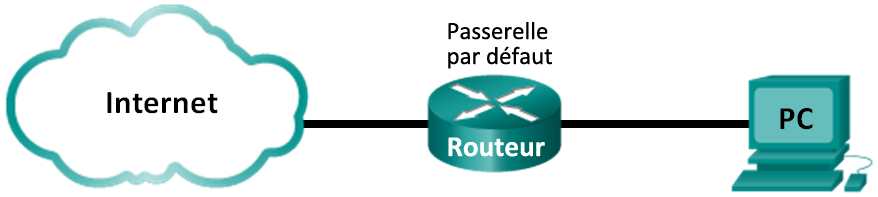 Internet
Passerelle
par défaut
Routeur
PC